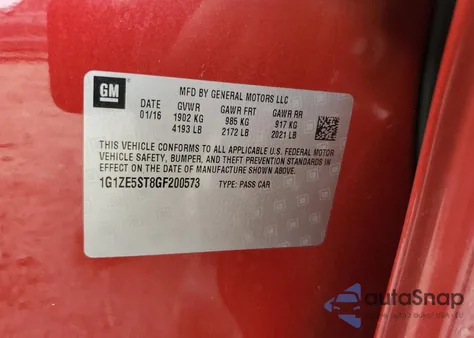 GM
MFD BY GENERAL MOTORS LLC
DATE GVWR GAWR FRT GAWR RR
01/16 1902 KG 985 KG 917 KG
4193 LB 2172 LB 2021 LB
THIS VEHICLE CONFORMS TO ALL APPLICABLE U.S. FEDERAL MOTOR
VEHICLE SAFETY, BUMPER, AND THEFT PREVENTION STANDARDS
IN EFFECT ON THE DATE OF MANUFACTURE SHOWN ABOVE.
1G1ZE5ST8GF200573 TYPE: PASS CAR
autoSnap